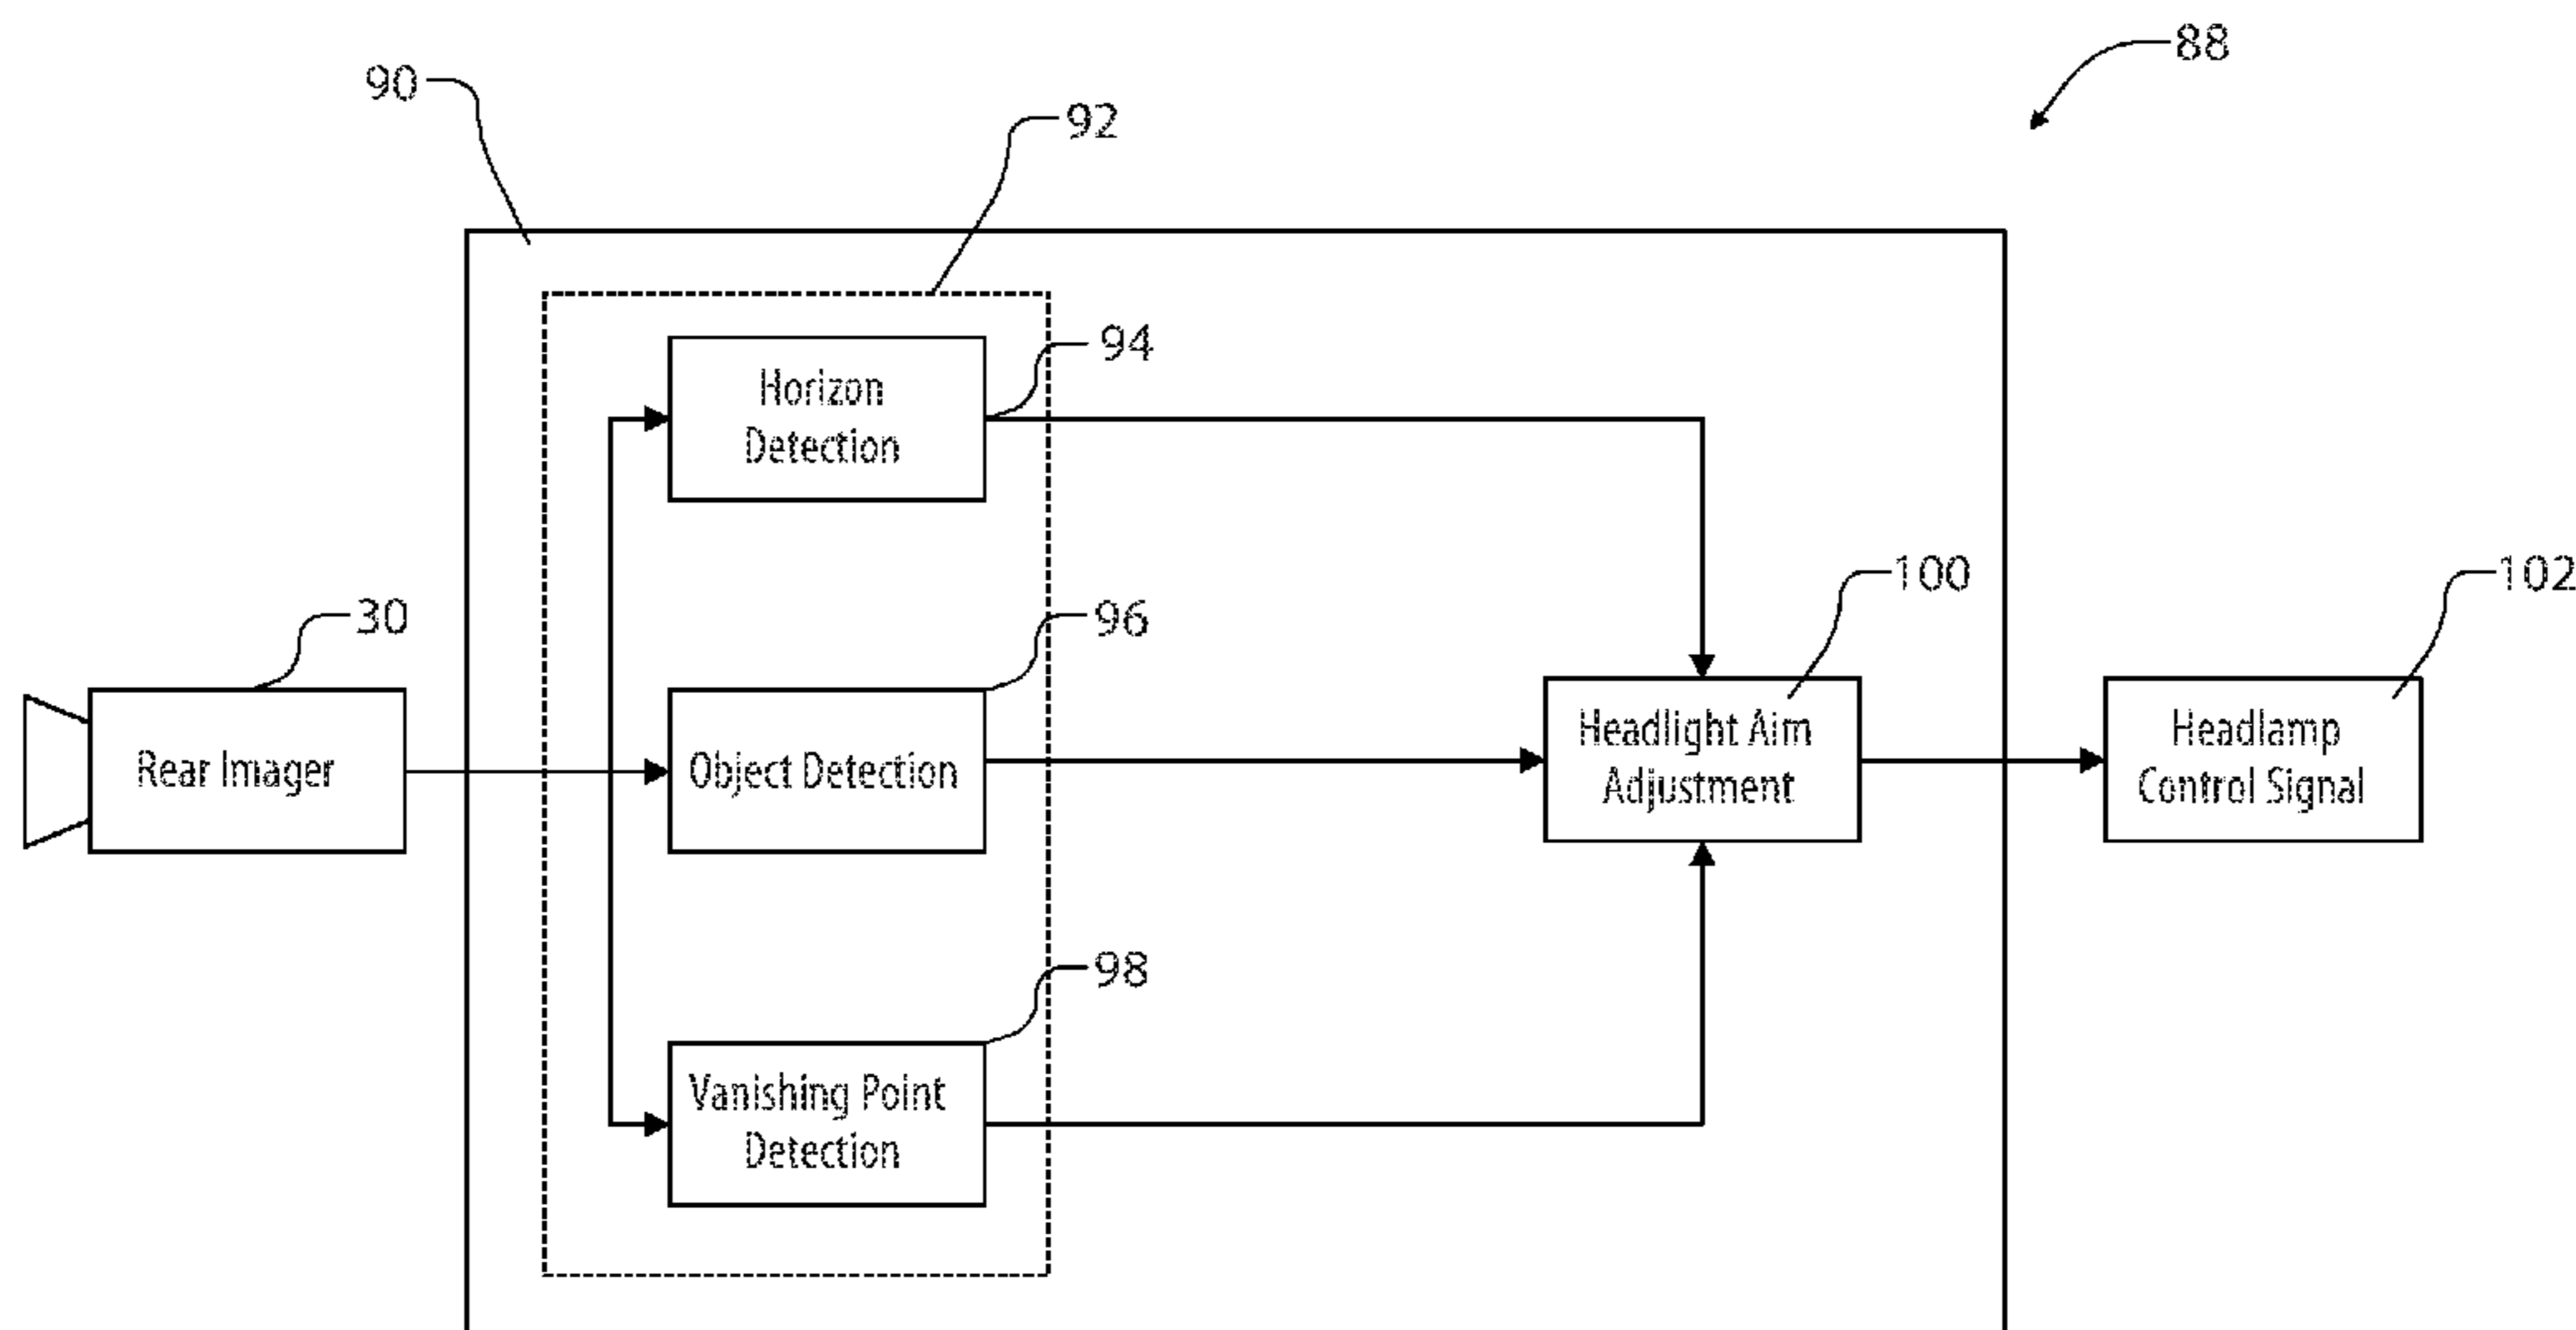 88
90
92
94
Horizon
Detection
100
102
30
96
Headlight Aim
Adjustment
Headlamp
Control Signal
Rear Imager
Object Detection
98
Vanishing Point
Detection